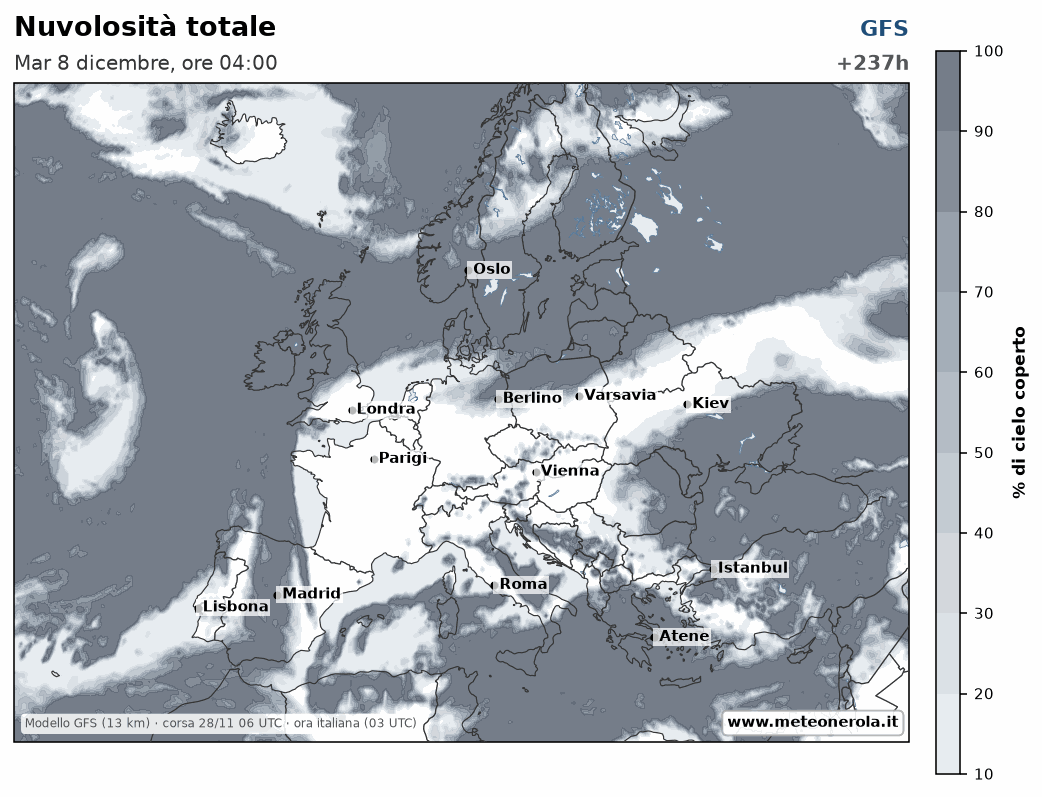 Nuvolosità totale
GFS
Mar 8 dicembre, ore 04:00
+237h
100
90
80
70
60
50
40
30
20
10
% di cielo coperto
Oslo
Londra
Berlino
Varsavia
Kiev
Parigi
Vienna
Istanbul
Roma
Madrid
Lisbona
Atene
Modello GFS (13 km) · corsa 28/11 06 UTC · ora italiana (03 UTC)
www.meteonerola.it